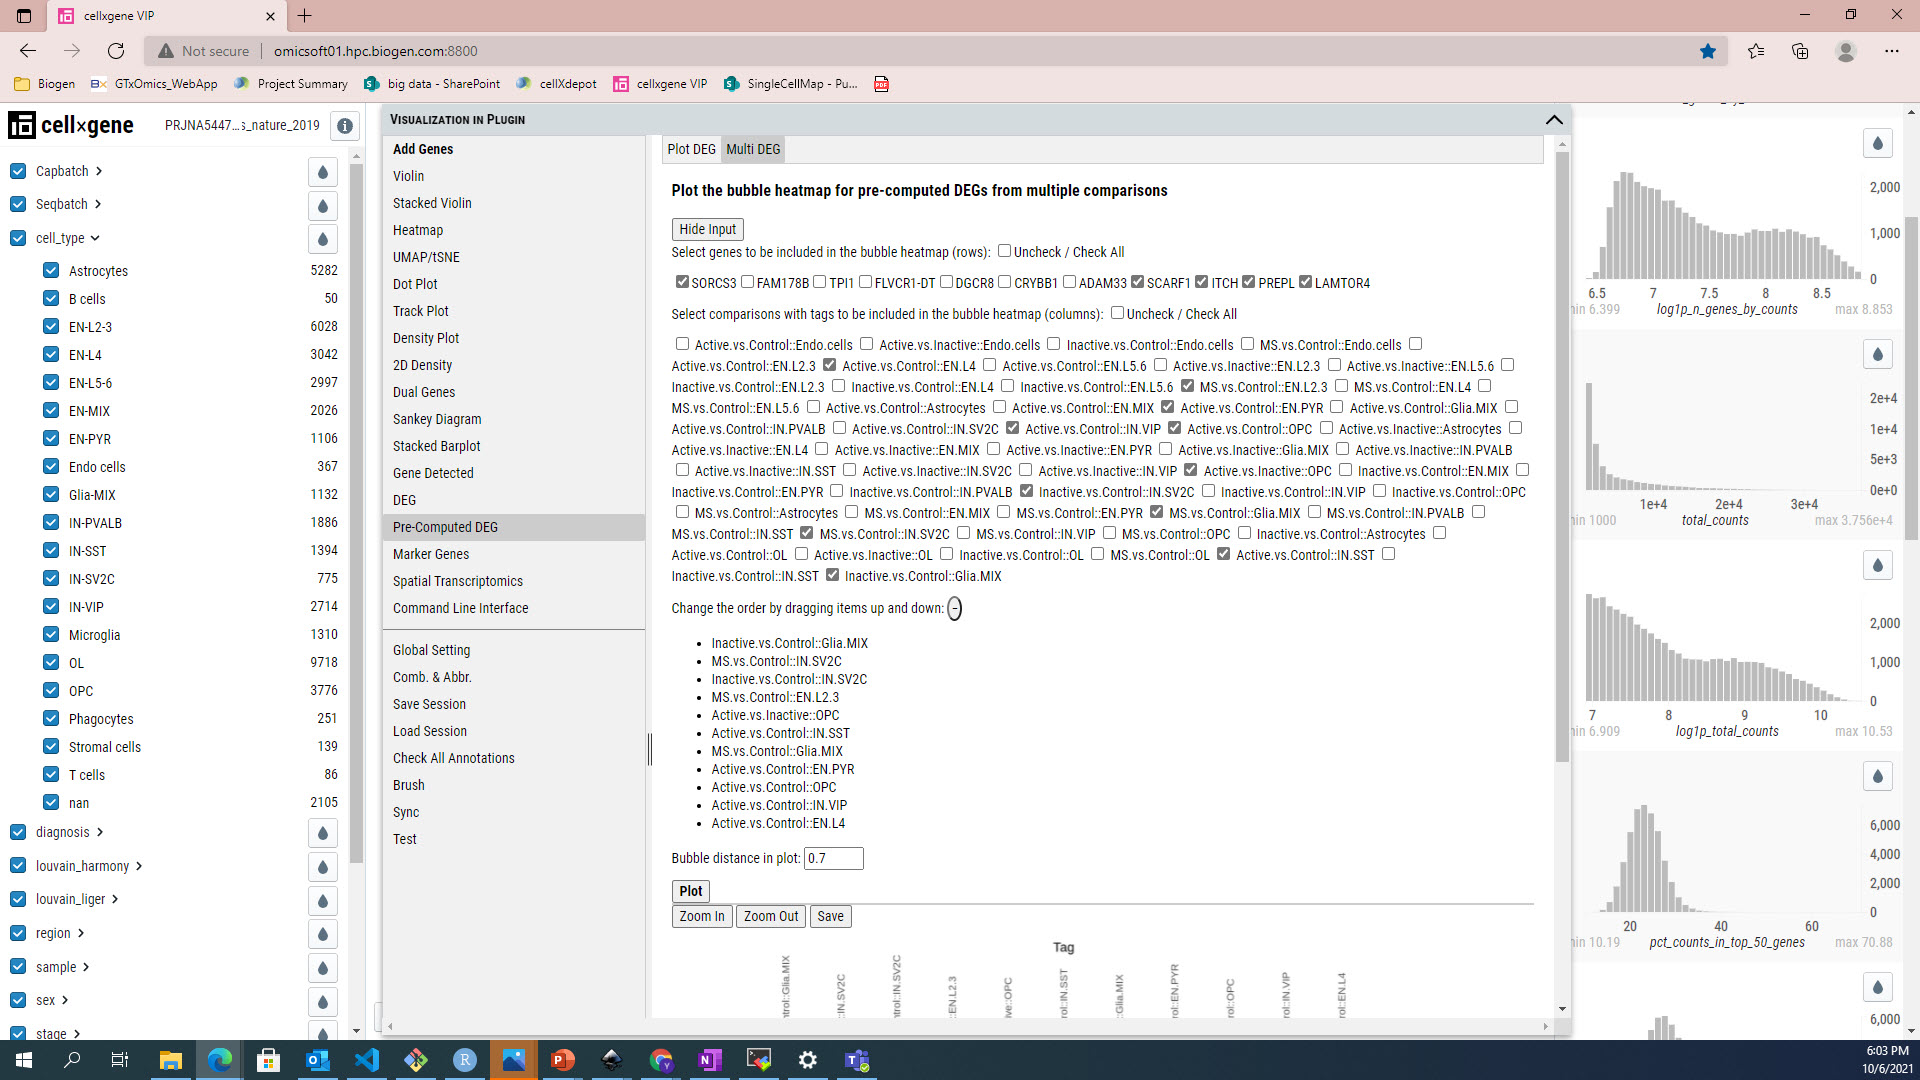 cellxgene VIP
Not secure
omicsoft01.hpc.biogen.com:8800
Biogen
GTxOmics_WebApp
Project Summary
big data - SharePoint
cellXdepot
cellxgene VIP
SingleCellMap - Pu...
cell×gene
PRJNA5447...s_nature_2019
Capbatch
Seqbatch
cell_type
Astrocytes 5282
B cells 50
EN-L2-3 6028
EN-L4 3042
EN-L5-6 2997
EN-MIX 2026
EN-PYR 1106
Endo cells 367
Glia-MIX 1132
IN-PVALB 1886
IN-SST 1394
IN-SV2C 775
IN-VIP 2714
Microglia 1310
OL 9718
OPC 3776
Phagocytes 251
Stromal cells 139
T cells 86
nan 2105
diagnosis
louvain_harmony
louvain_liger
region
sample
sex
stage
VISUALIZATION IN PLUGIN
Add Genes
Violin
Stacked Violin
Heatmap
UMAP/tSNE
Dot Plot
Track Plot
Density Plot
2D Density
Dual Genes
Sankey Diagram
Stacked Barplot
Gene Detected
DEG
Pre-Computed DEG
Marker Genes
Spatial Transcriptomics
Command Line Interface
Global Setting
Comb. & Abbr.
Save Session
Load Session
Check All Annotations
Brush
Sync
Test
Plot DEG Multi DEG
Plot the bubble heatmap for pre-computed DEGs from multiple comparisons
Hide Input
Select genes to be included in the bubble heatmap (rows): Uncheck / Check All
SORCS3 FAM178B TPI1 FLVCR1-DT DGCR8 CRYBB1 ADAM33 SCARF1 ITCH PREPL LAMTOR4
Select comparisons with tags to be included in the bubble heatmap (columns): Uncheck / Check All
Active.vs.Control::Endo.cells Active.vs.Inactive::Endo.cells Inactive.vs.Control::Endo.cells MS.vs.Control::Endo.cells
Active.vs.Control::EN.L2.3 Active.vs.Control::EN.L4 Active.vs.Control::EN.L5.6 Active.vs.Inactive::EN.L2.3 Active.vs.Inactive::EN.L5.6
Inactive.vs.Control::EN.L2.3 Inactive.vs.Control::EN.L4 Inactive.vs.Control::EN.L5.6 MS.vs.Control::EN.L2.3 MS.vs.Control::EN.L4
MS.vs.Control::EN.L5.6 Active.vs.Control::Astrocytes Active.vs.Control::EN.MIX Active.vs.Control::EN.PYR Active.vs.Control::Glia.MIX
Active.vs.Control::IN.PVALB Active.vs.Control::IN.SV2C Active.vs.Control::IN.VIP Active.vs.Control::OPC Active.vs.Inactive::Astrocytes
Active.vs.Inactive::EN.L4 Active.vs.Inactive::EN.MIX Active.vs.Inactive::EN.PYR Active.vs.Inactive::Glia.MIX Active.vs.Inactive::IN.PVALB
Active.vs.Inactive::IN.SST Active.vs.Inactive::IN.SV2C Active.vs.Inactive::IN.VIP Active.vs.Inactive::OPC Inactive.vs.Control::EN.MIX
Inactive.vs.Control::EN.PYR Inactive.vs.Control::IN.PVALB Inactive.vs.Control::IN.SV2C Inactive.vs.Control::IN.VIP Inactive.vs.Control::OPC
MS.vs.Control::Astrocytes MS.vs.Control::EN.MIX MS.vs.Control::EN.PYR MS.vs.Control::Glia.MIX MS.vs.Control::IN.PVALB
MS.vs.Control::IN.SST MS.vs.Control::IN.SV2C MS.vs.Control::IN.VIP MS.vs.Control::OPC Inactive.vs.Control::Astrocytes
Active.vs.Control::OL Active.vs.Inactive::OL Inactive.vs.Control::OL MS.vs.Control::OL Active.vs.Control::IN.SST
Inactive.vs.Control::IN.SST Inactive.vs.Control::Glia.MIX
Change the order by dragging items up and down: -
Inactive.vs.Control::Glia.MIX
MS.vs.Control::IN.SV2C
Inactive.vs.Control::IN.SV2C
MS.vs.Control::EN.L2.3
Active.vs.Inactive::OPC
Active.vs.Control::IN.SST
MS.vs.Control::Glia.MIX
Active.vs.Control::EN.PYR
Active.vs.Control::OPC
Active.vs.Control::IN.VIP
Active.vs.Control::EN.L4
Bubble distance in plot: 0.7
Plot
Zoom In Zoom Out Save
Tag
ntrol::Glia.MIX
::IN.SV2C
ntrol::IN.SV2C
::EN.L2.3
ive::OPC
rol::IN.SST
::Glia.MIX
rol::EN.PYR
rol::OPC
rol::IN.VIP
rol::EN.L4
2,000
1,000
0
6.5 7 7.5 8 8.5
min 6.399 log1p_n_genes_by_counts max 8.853
2e+4
1e+4
5e+3
0e+0
1e+4 2e+4 3e+4
min 1000 total_counts max 3.756e+4
2,000
1,000
0
7 8 9 10
min 6.909 log1p_total_counts max 10.53
6,000
4,000
2,000
0
20 40 60
min 10.19 pct_counts_in_top_50_genes max 70.88
6,000
6:03 PM
10/6/2021